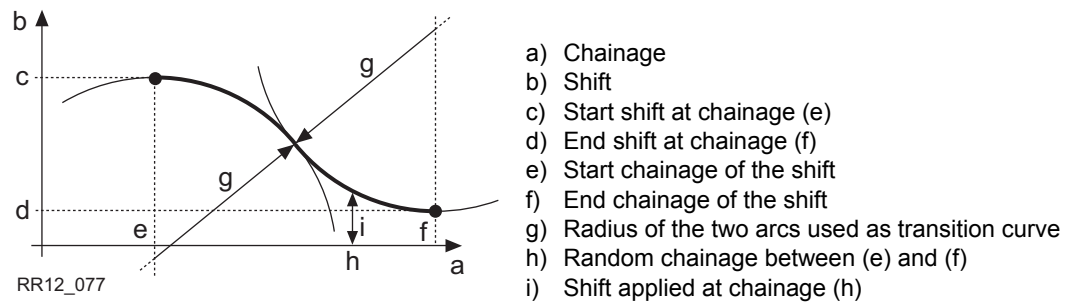 b
c
g
g
d
e
i
f
h
a
RR12_077
a) Chainage
b) Shift
c) Start shift at chainage (e)
d) End shift at chainage (f)
e) Start chainage of the shift
f) End chainage of the shift
g) Radius of the two arcs used as transition curve
h) Random chainage between (e) and (f)
i) Shift applied at chainage (h)